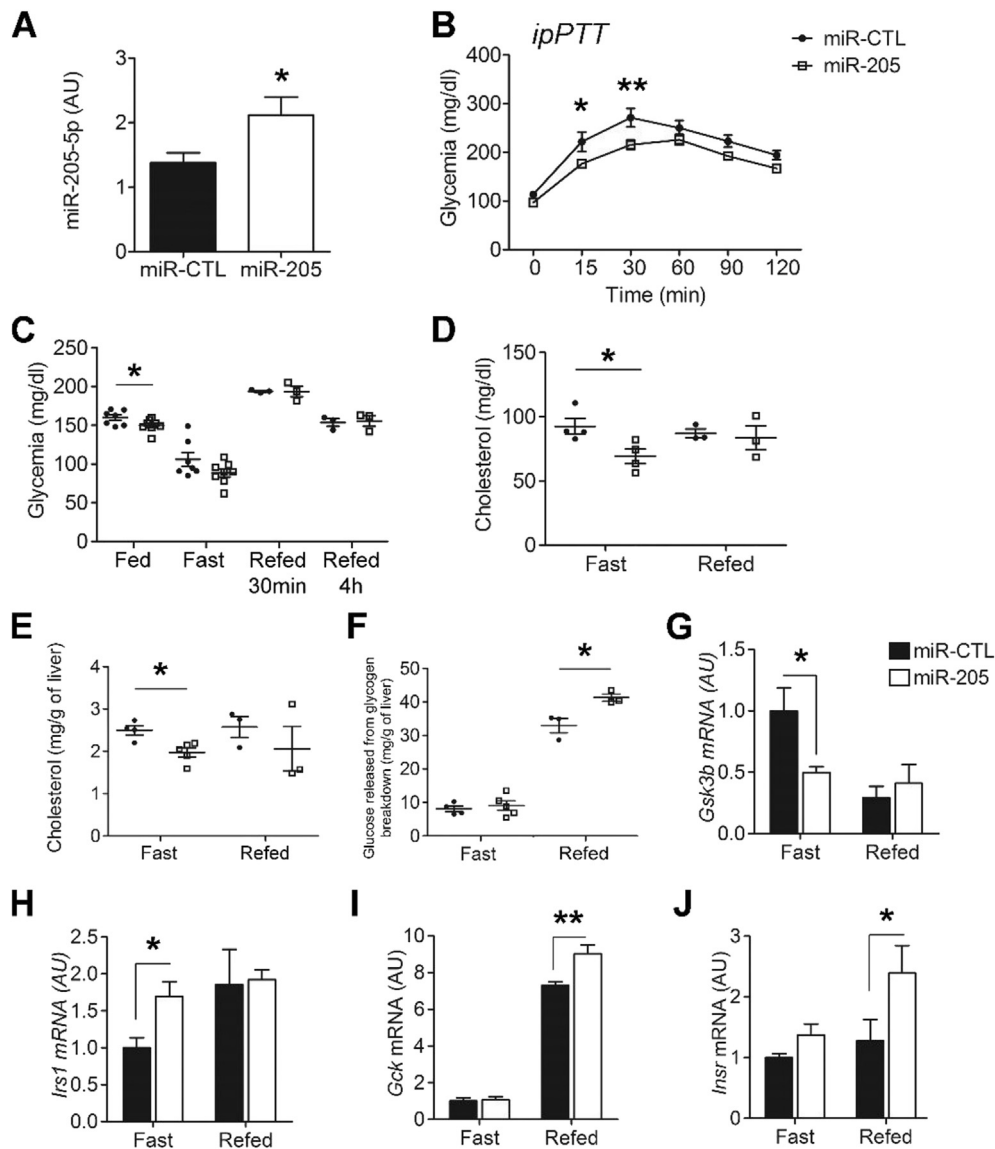 A
miR-205-5p (AU)
3
2
1
0
*
miR-CTL miR-205
B
ipPTT
miR-CTL
miR-205
Glycemia (mg/dl)
400
300
200
100
0
* **
0 15 30 60 90 120
Time (min)
C
Glycemia (mg/dl)
250
200
150
100
50
0
*
Fed Fast Refed Refed
30min 4h
D
Cholesterol (mg/dl)
150
100
50
0
*
Fast Refed
E
Cholesterol (mg/g of liver)
4
3
2
1
0
*
Fast Refed
F
Glucose released from glycogen
breakdown (mg/g of liver)
50
40
30
20
10
0
*
Fast Refed
G
Gsk3b mRNA (AU)
1.5
1.0
0.5
0.0
*
miR-CTL
miR-205
Fast Refed
H
Irs1 mRNA (AU)
2.5
2.0
1.5
1.0
0.5
0.0
*
Fast Refed
I
Gck mRNA (AU)
10
8
6
4
2
0
**
Fast Refed
J
Insr mRNA (AU)
3
2
1
0
*
Fast Refed